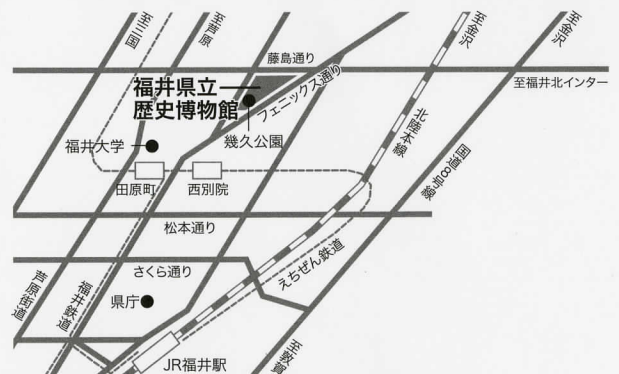 至三国
至芦原
至金沢
至金沢
藤島通り
至福井北インター
福井県立
歴史博物館
フェニックス通り
幾久公園
北陸本線
福井大学
国道8号線
田原町
西別院
松本通り
えちぜん鉄道
さくら通り
芦原街道
福井鉄道
県庁
JR福井駅
至敦賀